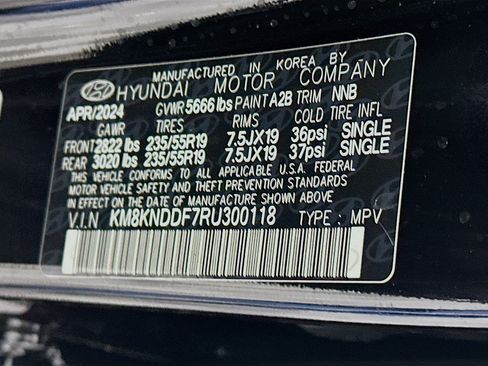 MANUFACTURED IN KOREA BY
HYUNDAI MOTOR COMPANY
APR/2024 GVWR 5666 lbs PAINT A2B TRIM NNB
GAWR TIRES RIMS COLD TIRE INFL
FRONT 2822 lbs 235/55R19 7.5JX19 36psi SINGLE
REAR 3020 lbs 235/55R19 7.5JX19 37psi SINGLE
THIS VEHICLE CONFORMS TO ALL APPLICABLE U.S.A. FEDERAL
MOTOR VEHICLE SAFETY AND THEFT PREVENTION STANDARDS
IN EFFECT ON THE DATE OF MANUFACTURE SHOWN ABOVE
V.I.N KM8KNDDF7RU300118 TYPE : MPV